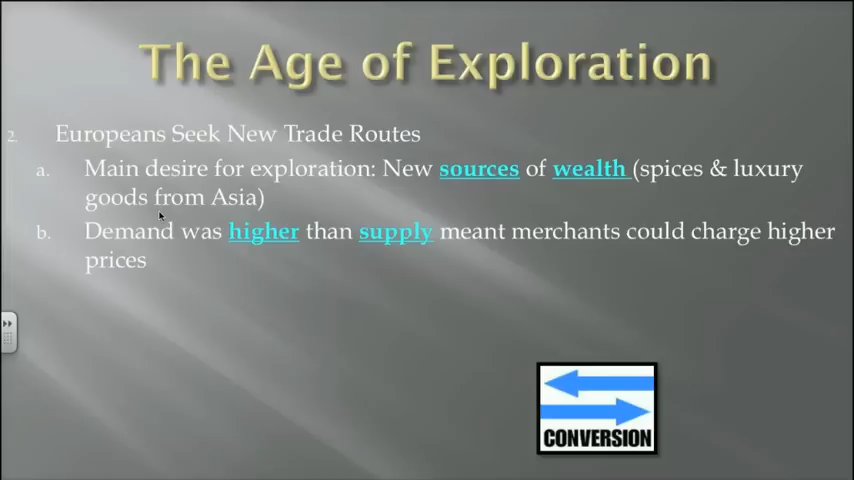 The Age of Exploration
2. Europeans Seek New Trade Routes
a. Main desire for exploration: New sources of wealth (spices & luxury
goods from Asia)
b. Demand was higher than supply meant merchants could charge higher
prices
CONVERSION